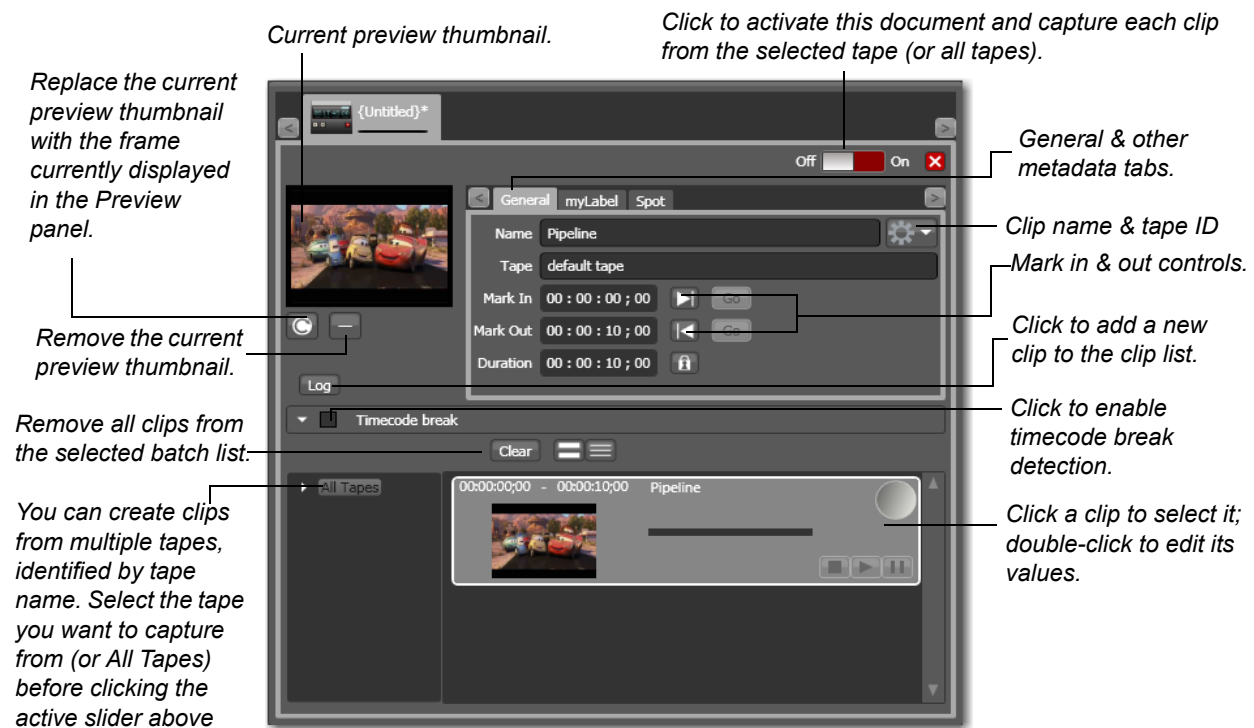 Current preview thumbnail.
Click to activate this document and capture each clip
from the selected tape (or all tapes).
Replace the current
preview thumbnail
with the frame
currently displayed
in the Preview
panel.
Remove the current
preview thumbnail.
Remove all clips from
the selected batch list.
You can create clips
from multiple tapes,
identified by tape
name. Select the tape
you want to capture
from (or All Tapes)
before clicking the
active slider above
< {Untitled}* >
Off On X
< General myLabel Spot >
Name Pipeline
Tape default tape
Mark In 00 : 00 : 00 ; 00 Go
Mark Out 00 : 00 : 10 ; 00 Go
Duration 00 : 00 : 10 ; 00
Log
Timecode break
Clear
All Tapes
00:00:00;00 - 00:00:10;00 Pipeline
General & other
metadata tabs.
Clip name & tape ID
Mark in & out controls.
Click to add a new
clip to the clip list.
Click to enable
timecode break
detection.
Click a clip to select it;
double-click to edit its
values.